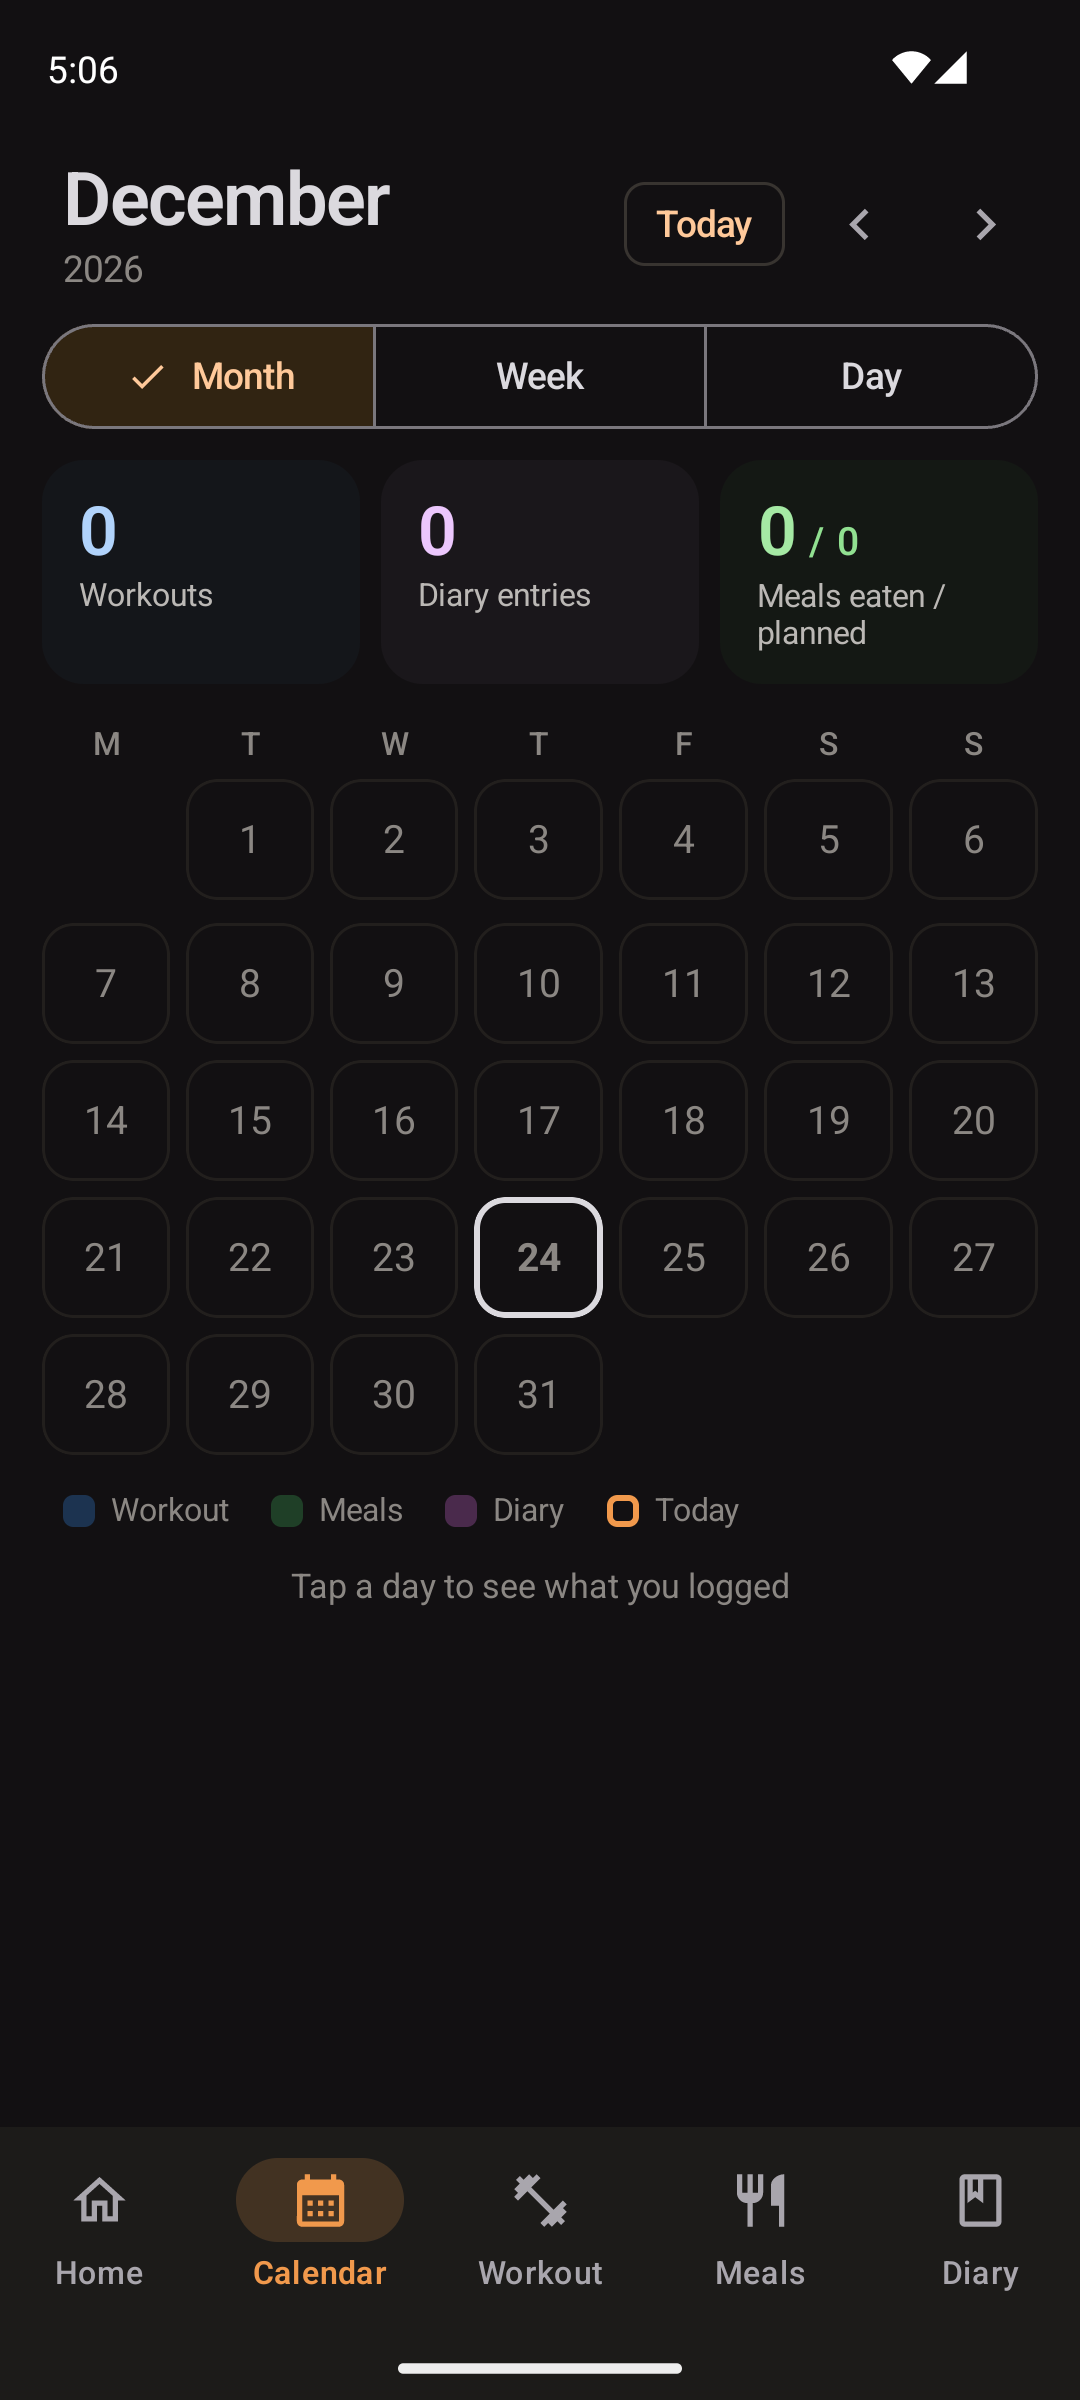 5:06
December
2026
Today
Month
Week
Day
0
Workouts
0
Diary entries
0 / 0
Meals eaten /
planned
M T W T F S S
1 2 3 4 5 6
7 8 9 10 11 12 13
14 15 16 17 18 19 20
21 22 23 24 25 26 27
28 29 30 31
Workout Meals Diary Today
Tap a day to see what you logged
Home Calendar Workout Meals Diary